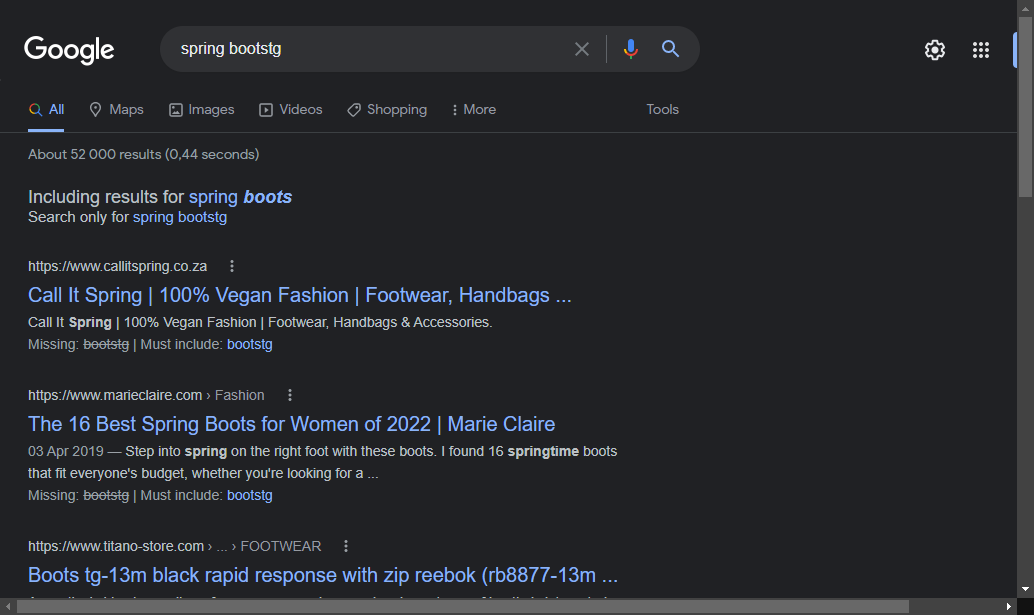 Google
spring bootstg
All Maps Images Videos Shopping More Tools
About 52 000 results (0,44 seconds)
Including results for spring boots
Search only for spring bootstg
https://www.callitspring.co.za
Call It Spring | 100% Vegan Fashion | Footwear, Handbags ...
Call It Spring | 100% Vegan Fashion | Footwear, Handbags & Accessories.
Missing: bootstg | Must include: bootstg
https://www.marieclaire.com › Fashion
The 16 Best Spring Boots for Women of 2022 | Marie Claire
03 Apr 2019 — Step into spring on the right foot with these boots. I found 16 springtime boots
that fit everyone's budget, whether you're looking for a ...
Missing: bootstg | Must include: bootstg
https://www.titano-store.com › ... › FOOTWEAR
Boots tg-13m black rapid response with zip reebok (rb8877-13m ...